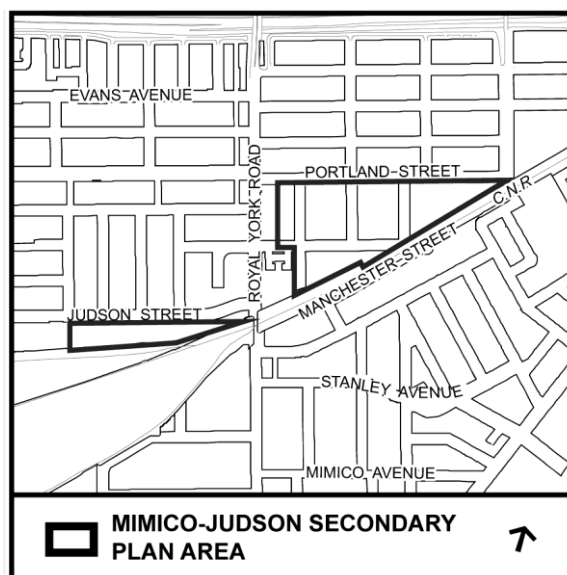 EVANS AVENUE
ROYAL YORK ROAD
PORTLAND STREET
C.N.R
MANCHESTER STREET
JUDSON STREET
STANLEY AVENUE
MIMICO AVENUE
MIMICO-JUDSON SECONDARY
PLAN AREA